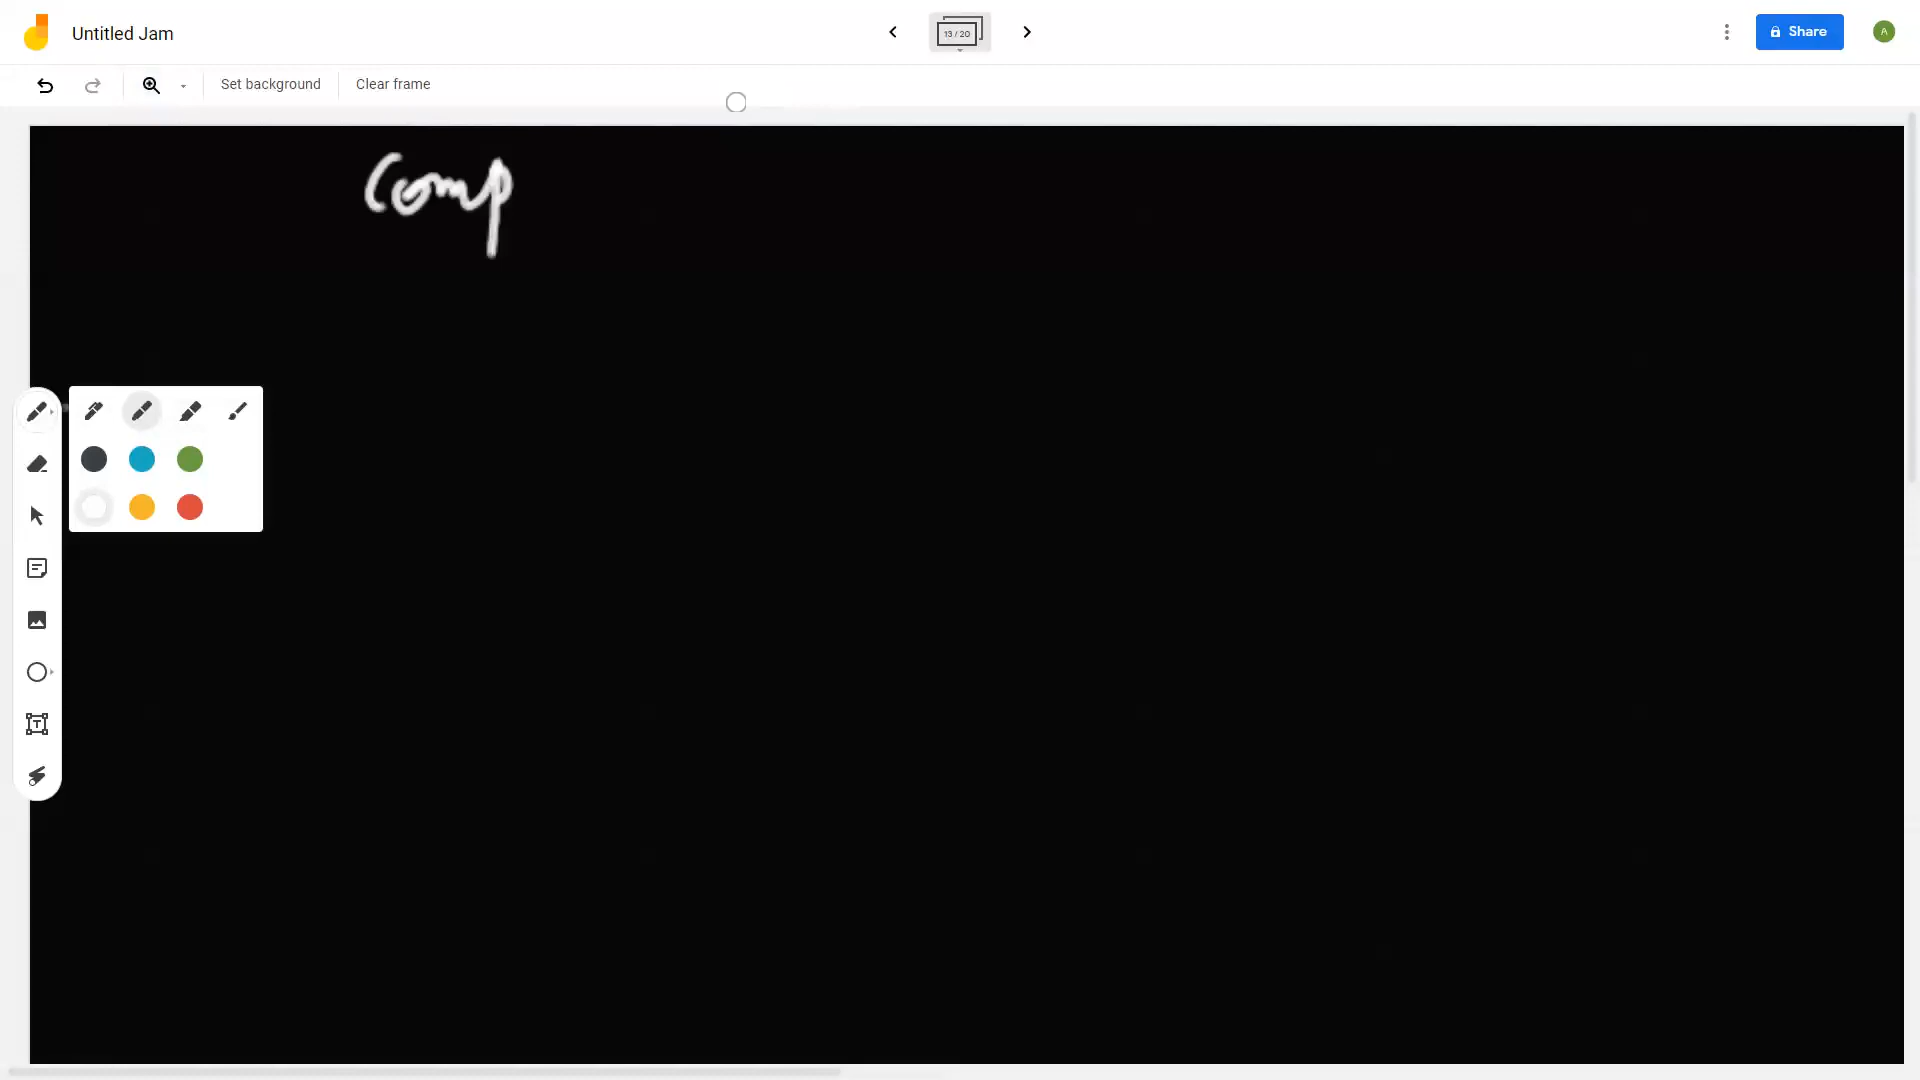 Untitled Jam
13 / 20
Share
A
Set background
Clear frame
Comp